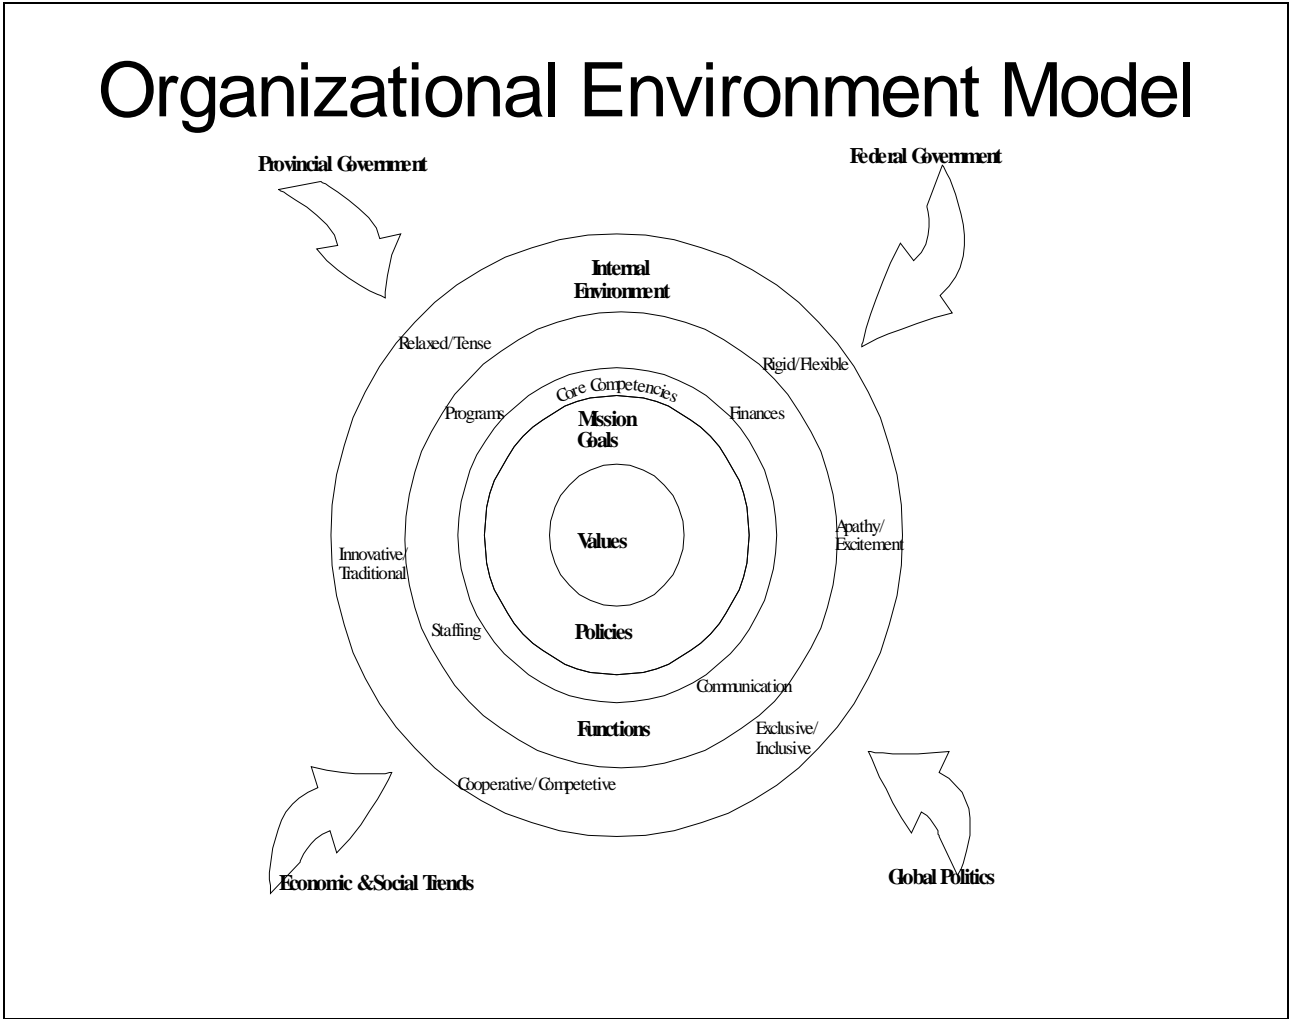 Organizational Environment Model
Provincial Government
Federal Government
Internal
Environment
Relaxed/Tense
Rigid/Flexible
Core Competencies
Programs
Finances
Mission
Goals
Values
Apathy/
Excitement
Innovative/
Traditional
Staffing
Policies
Communication
Functions
Exclusive/
Inclusive
Cooperative/Competetive
Economic & Social Trends
Global Politics